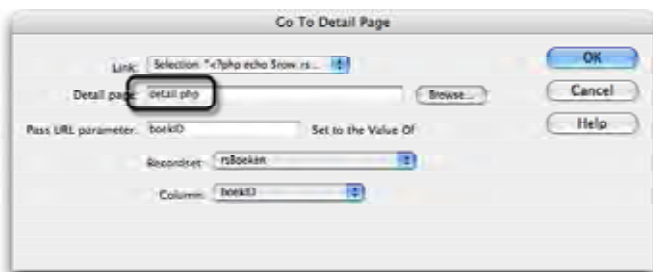 Go To Detail Page
Link: Selection "<?php echo $row_rs...
OK
Detail page: detail.php
Browse...
Cancel
Pass URL parameter: boekID
Set to the Value Of
Help
Recordset: rsBoeken
Column: boekID